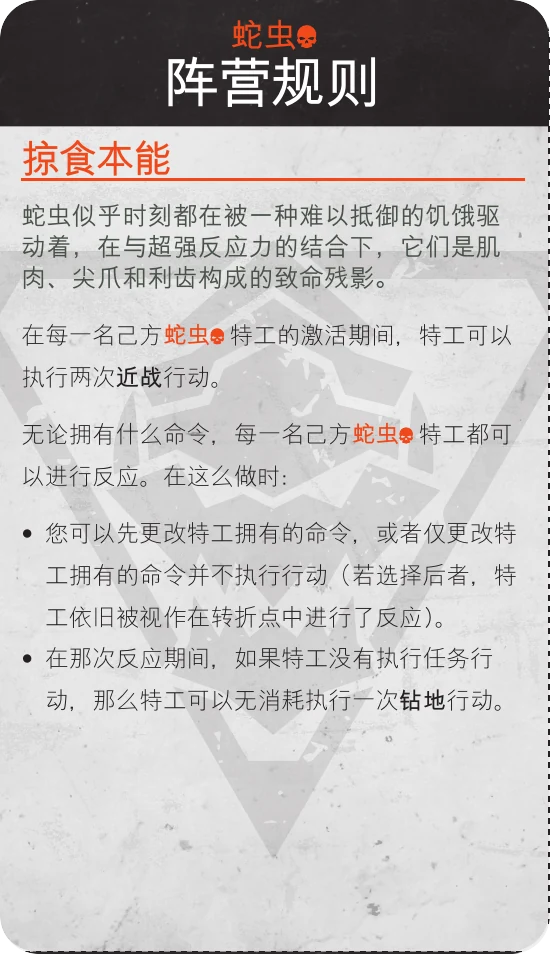 蛇虫
阵营规则
掠食本能
蛇虫似乎时刻都在被一种难以抵御的饥饿驱
动着，在与超强反应力的结合下，它们是肌
肉、尖爪和利齿构成的致命残影。
在每一名己方蛇虫特工的激活期间，特工可以
执行两次近战行动。
无论拥有什么命令，每一名己方蛇虫特工都可
以进行反应。在这么做时：
• 您可以先更改特工拥有的命令，或者仅更改特
工拥有的命令并不执行行动（若选择后者，特
工依旧被视作在转折点中进行了反应）。
• 在那次反应期间，如果特工没有执行任务行
动，那么特工可以无消耗执行一次钻地行动。